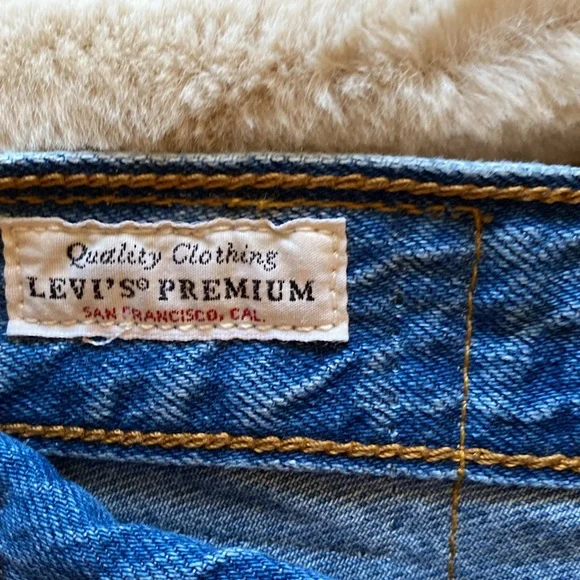 Quality Clothing
LEVI'S® PREMIUM
SAN FRANCISCO, CAL.